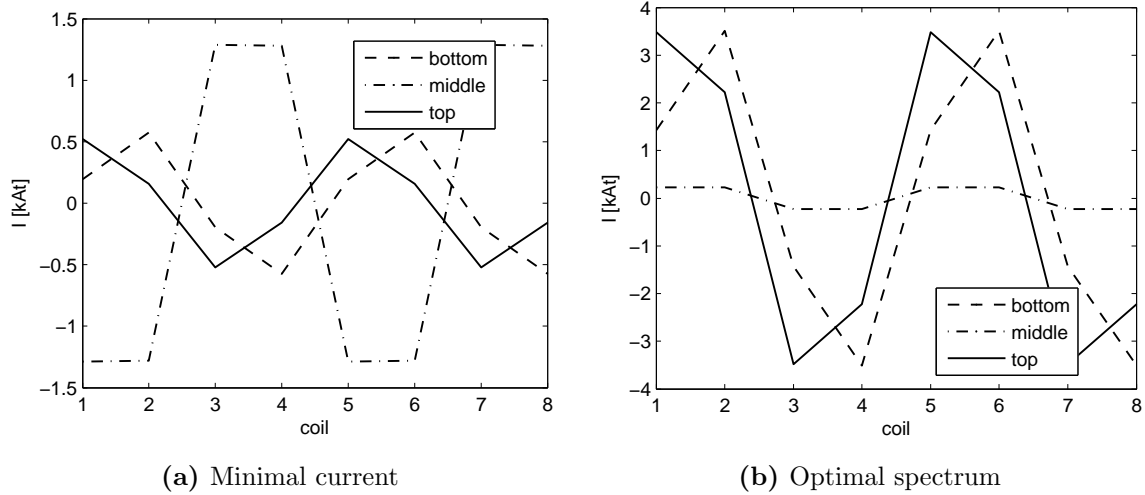 1.5
1
0.5
0
−0.5
−1
−1.5
I [kAt]
1 2 3 4 5 6 7 8
coil
bottom
middle
top
(a) Minimal current
4
3
2
1
0
−1
−2
−3
−4
I [kAt]
1 2 3 4 5 6 7 8
coil
bottom
middle
top
(b) Optimal spectrum